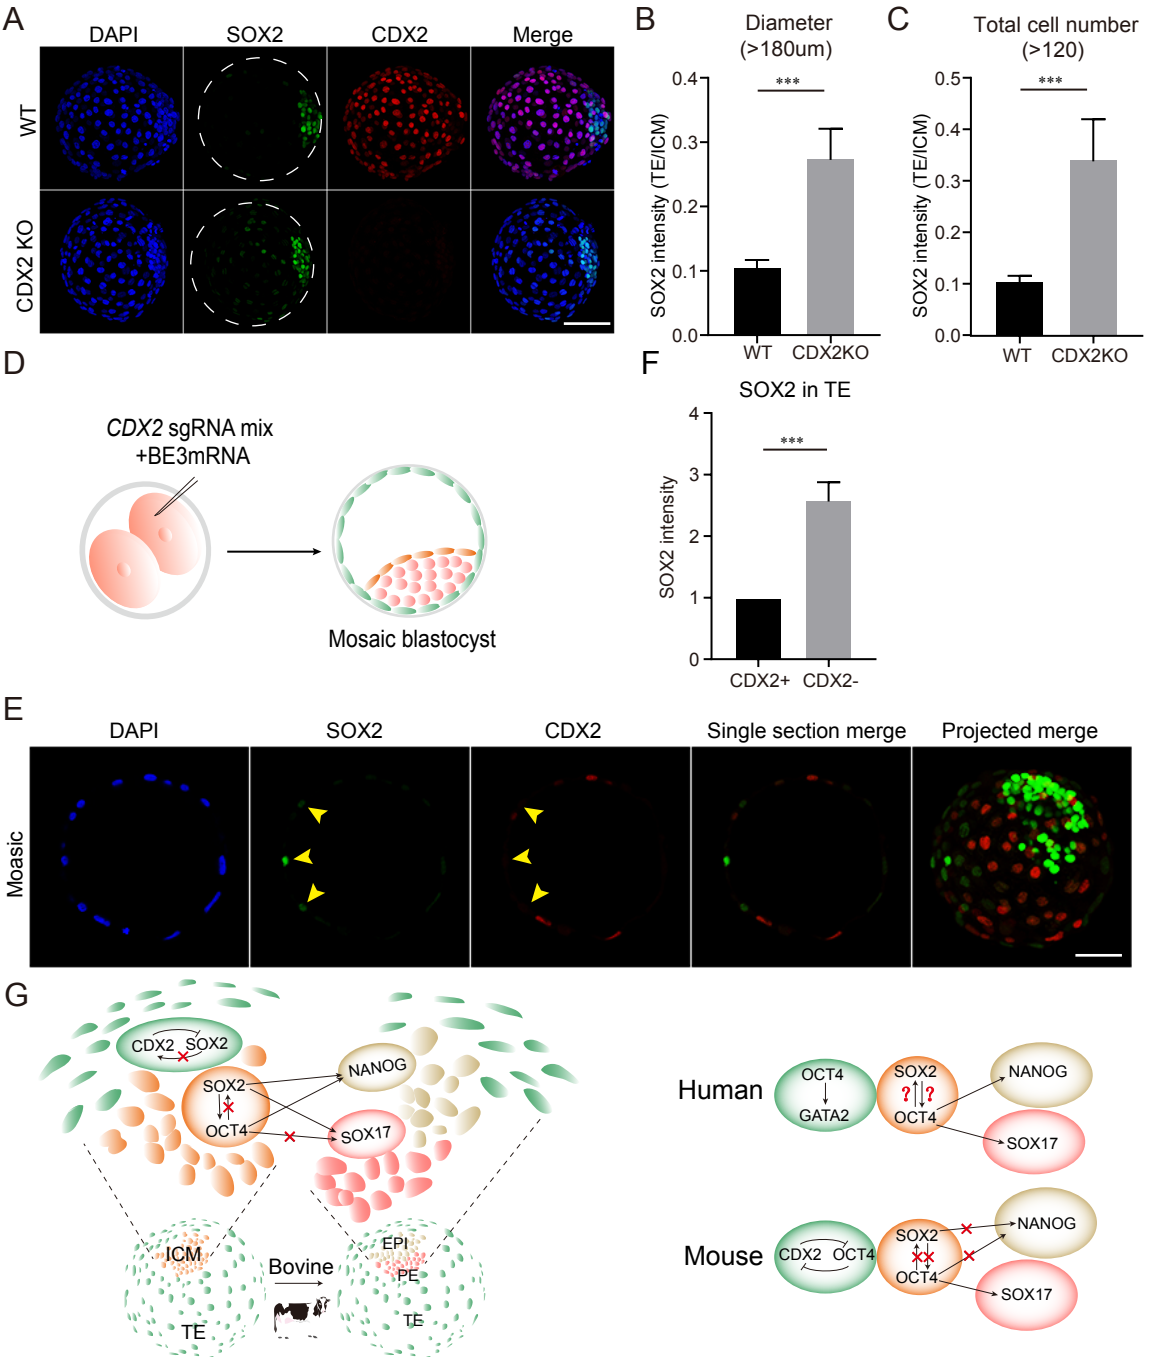 A
DAPI SOX2 CDX2 Merge
WT
CDX2 KO
B
Diameter
(>180um)
***
SOX2 intensity (TE/ICM)
0.4
0.3
0.2
0.1
0.0
WT CDX2KO
C
Total cell number
(>120)
***
SOX2 intensity (TE/ICM)
0.5
0.4
0.3
0.2
0.1
0.0
WT CDX2KO
D
CDX2 sgRNA mix
+BE3mRNA
Mosaic blastocyst
F
SOX2 in TE
***
SOX2 intensity
4
3
2
1
0
CDX2+ CDX2-
E
DAPI SOX2 CDX2 Single section merge Projected merge
Moasic
G
CDX2 SOX2
SOX2
OCT4
NANOG
SOX17
ICM
TE
Bovine
EPI
PE
TE
Human
OCT4
GATA2
SOX2
? ?
OCT4
NANOG
SOX17
Mouse
CDX2 OCT4
SOX2
OCT4
NANOG
SOX17